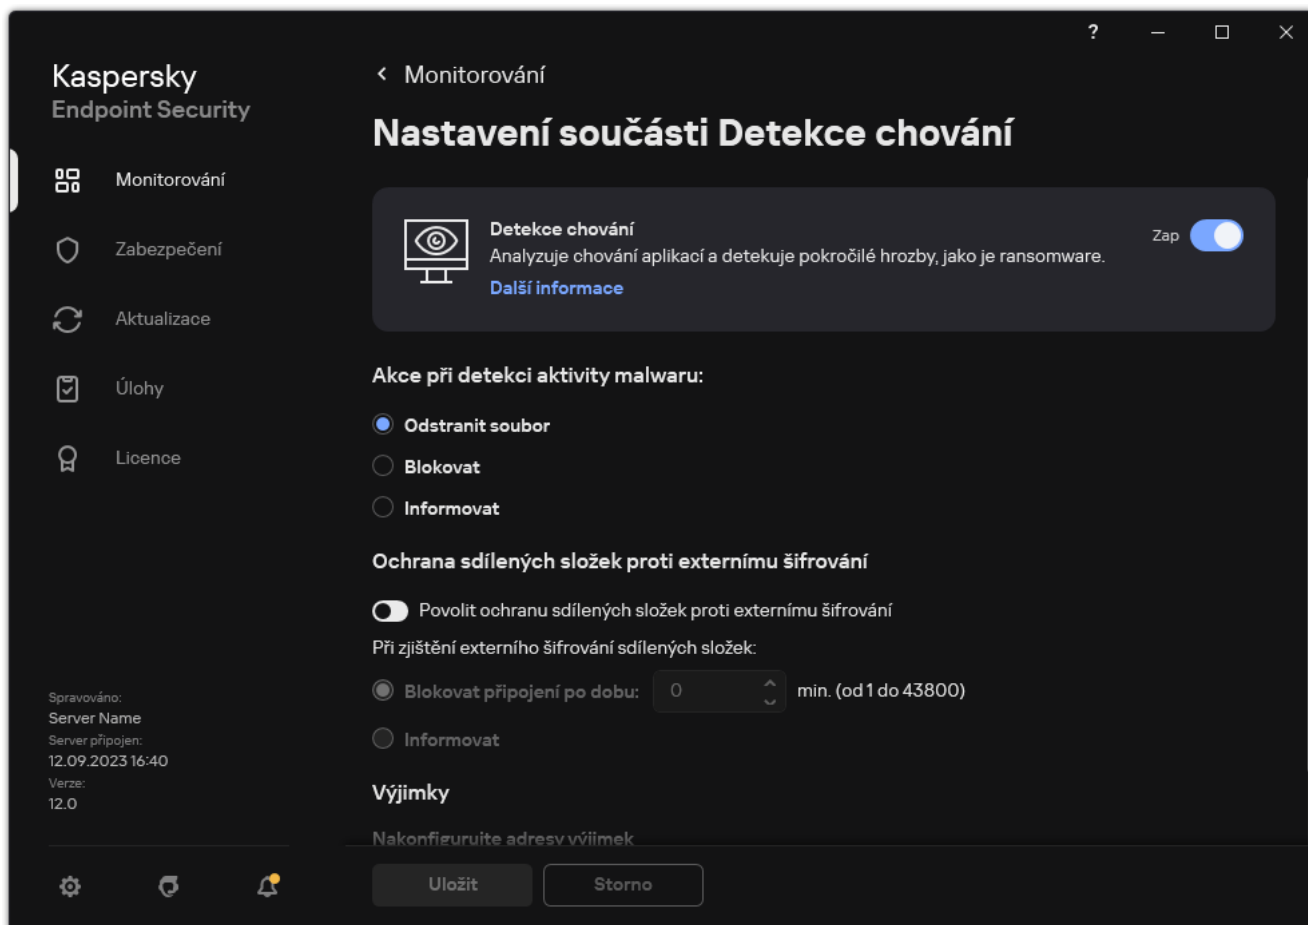 ?
Kaspersky
Endpoint Security
Monitorování
Zabezpečení
Aktualizace
Úlohy
Licence
Spravováno:
Server Name
Server připojen:
12.09.2023 16:40
Verze:
12.0
Monitorování
Nastavení součásti Detekce chování
Detekce chování
Analyzuje chování aplikací a detekuje pokročilé hrozby, jako je ransomware.
Další informace
Zap
Akce při detekci aktivity malwaru:
Odstranit soubor
Blokovat
Informovat
Ochrana sdílených složek proti externímu šifrování
Povolit ochranu sdílených složek proti externímu šifrování
Při zjištění externího šifrování sdílených složek:
Blokovat připojení po dobu: 0 min. (od 1 do 43800)
Informovat
Výjimky
Nakonfigurujte adresy výjimek
Uložit
Storno